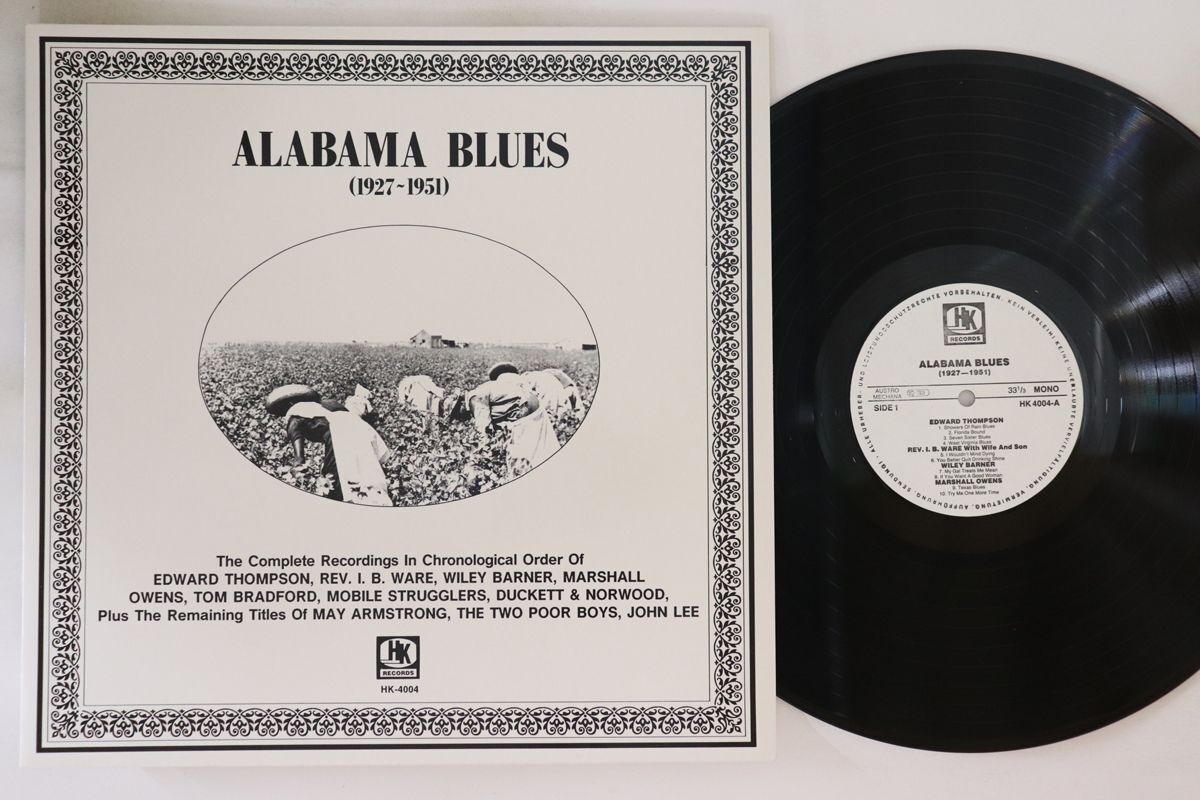 ALABAMA BLUES
(1927~1951)
The Complete Recordings In Chronological Order Of
EDWARD THOMPSON, REV. I. B. WARE, WILEY BARNER, MARSHALL
OWENS, TOM BRADFORD, MOBILE STRUGGLERS, DUCKETT & NORWOOD,
Plus The Remaining Titles Of MAY ARMSTRONG, THE TWO POOR BOYS, JOHN LEE
HK
RECORDS
HK-4004
ALLE URHEBER- UND LEISTUNGSSCHUTZRECHTE VORBEHALTEN. KEIN VERLEIH! KEINE UNERLAUBTE VERVIELFÄLTIGUNG, VERMIETUNG, AUFFÜHRUNG, SENDUNG!
HK
RECORDS
ALABAMA BLUES
(1927—1951)
AUSTRO
MECHANA
33 1/3 MONO
SIDE 1
HK 4004-A
EDWARD THOMPSON
1. Showers Of Rain Blues
2. Florida Bound
3. Seven Sister Blues
4. West Virginia Blues
REV. I. B. WARE With Wife And Son
5. I Wouldn't Mind Dying
6. You Better Quit Drinking Shine
WILEY BARNER
7. My Gal Treats Me Mean
8. If You Want A Good Woman
MARSHALL OWENS
9. Texas Blues
10. Try Me One More Time